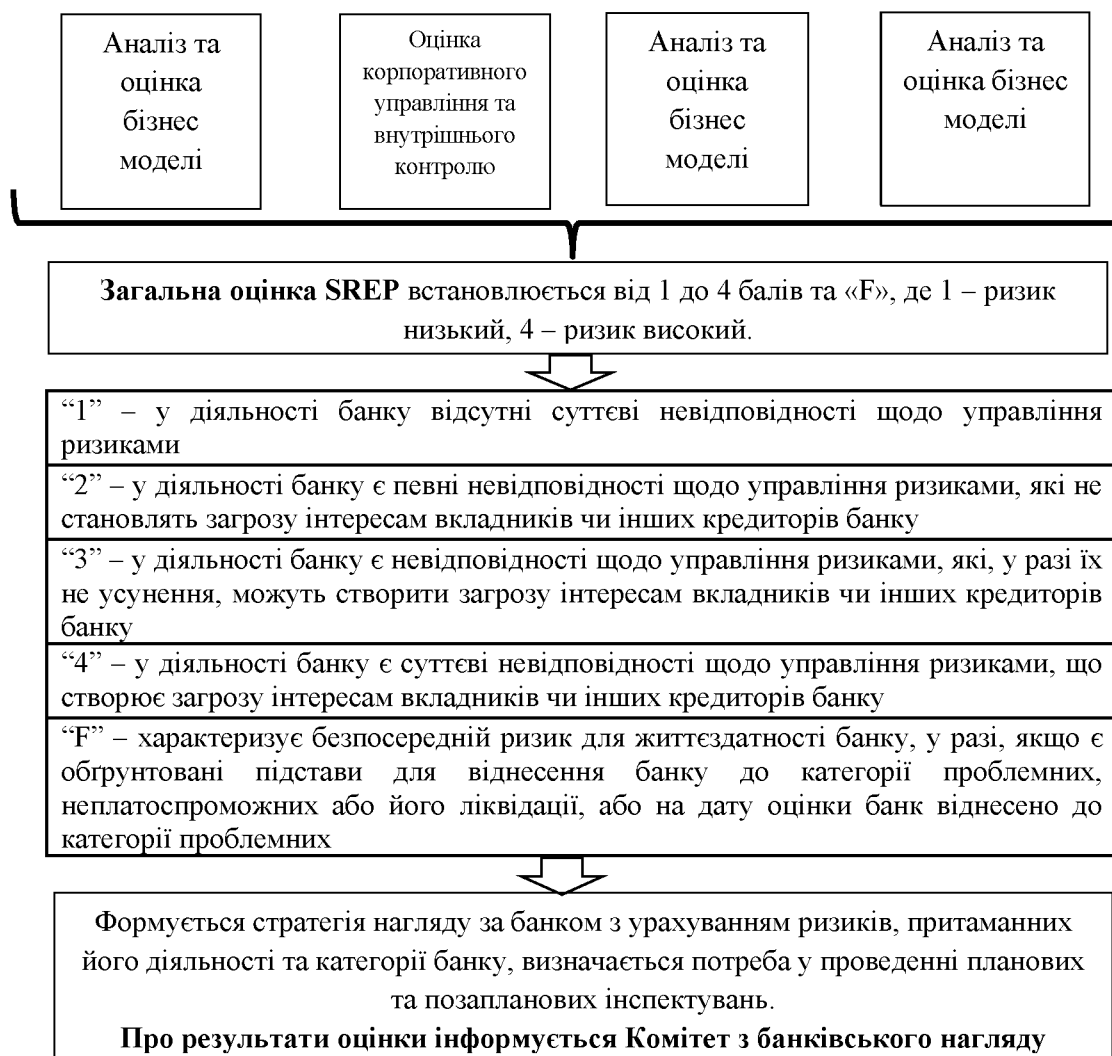 Аналіз та
оцінка
бізнес
моделі
Оцінка
корпоративного
управління та
внутрішнього
контролю
Аналіз та
оцінка
бізнес
моделі
Аналіз та
оцінка бізнес
моделі
Загальна оцінка SREP встановлюється від 1 до 4 балів та «F», де 1 – ризик
низький, 4 – ризик високий.
“1” – у діяльності банку відсутні суттєві невідповідності щодо управління
ризиками
“2” – у діяльності банку є певні невідповідності щодо управління ризиками, які не
становлять загрозу інтересам вкладників чи інших кредиторів банку
“3” – у діяльності банку є невідповідності щодо управління ризиками, які, у разі їх
не усунення, можуть створити загрозу інтересам вкладників чи інших кредиторів
банку
“4” – у діяльності банку є суттєві невідповідності щодо управління ризиками, що
створює загрозу інтересам вкладників чи інших кредиторів банку
“F” – характеризує безпосередній ризик для життєздатності банку, у разі, якщо є
обґрунтовані підстави для віднесення банку до категорії проблемних,
неплатоспроможних або його ліквідації, або на дату оцінки банк віднесено до
категорії проблемних
Формується стратегія нагляду за банком з урахуванням ризиків, притаманних
його діяльності та категорії банку, визначається потреба у проведенні планових
та позапланових інспектувань.
Про результати оцінки інформується Комітет з банківського нагляду